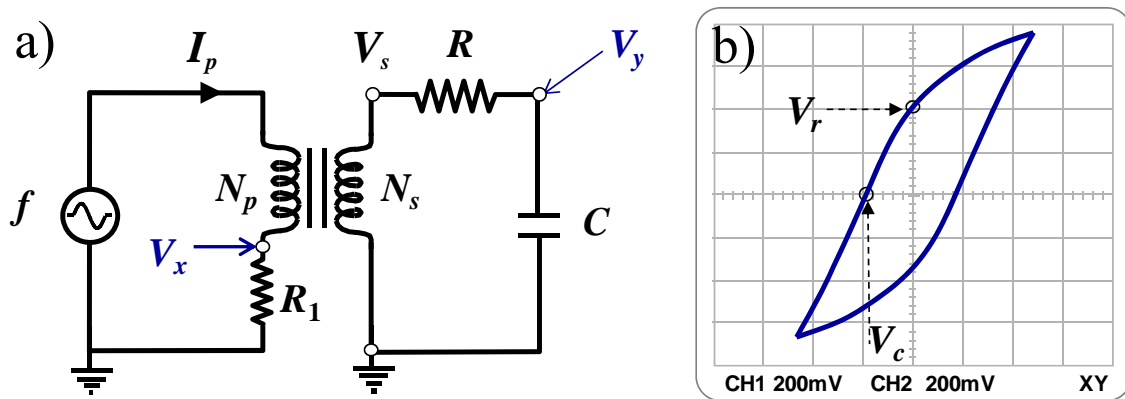 a)
I_p
V_s
R
V_y
f
N_p
N_s
C
V_x
R_1
b)
V_r
V_c
CH1 200mV CH2 200mV XY